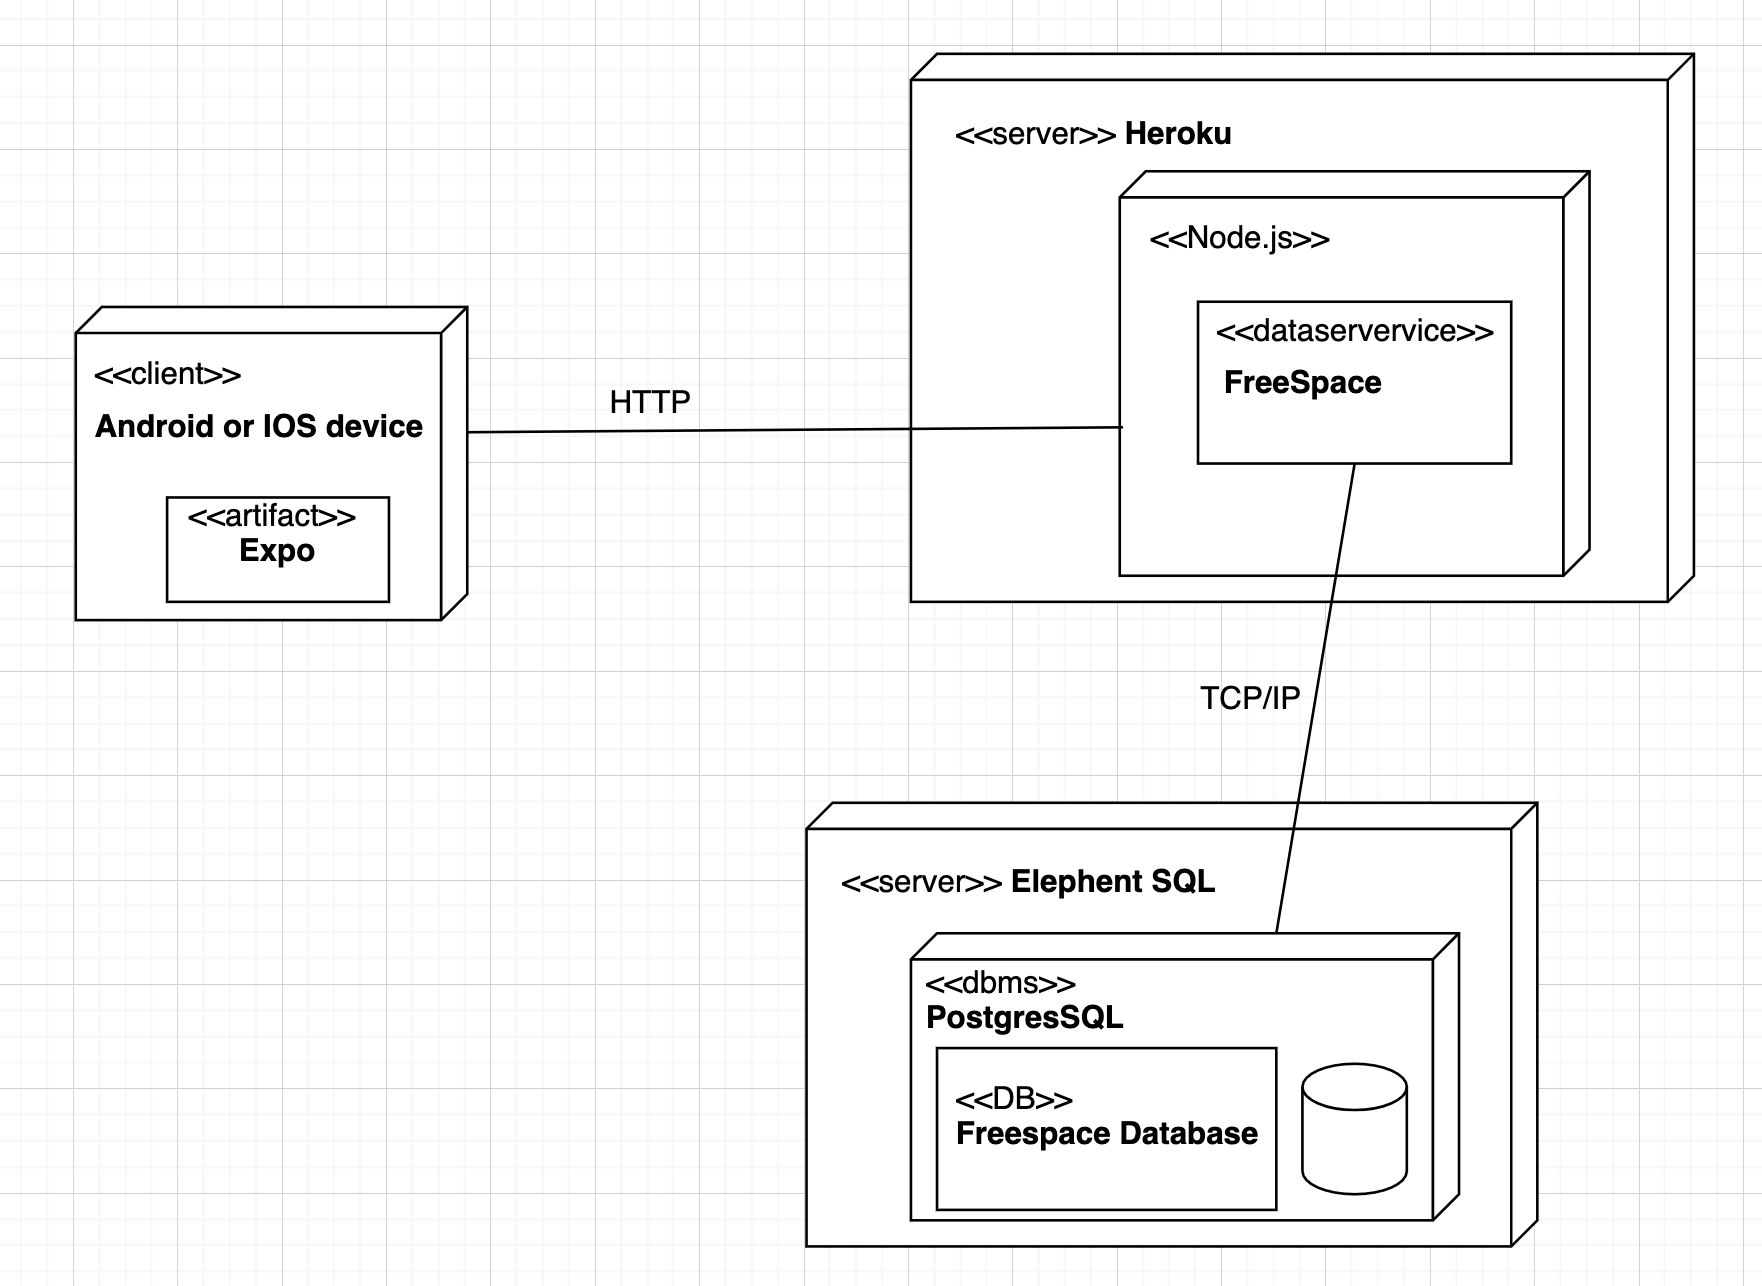 <<server>> Heroku
<<Node.js>>
<<dataservervice>>
FreeSpace
<<client>>
Android or IOS device
HTTP
<<artifact>>
Expo
TCP/IP
<<server>> Elephent SQL
<<dbms>>
PostgresSQL
<<DB>>
Freespace Database